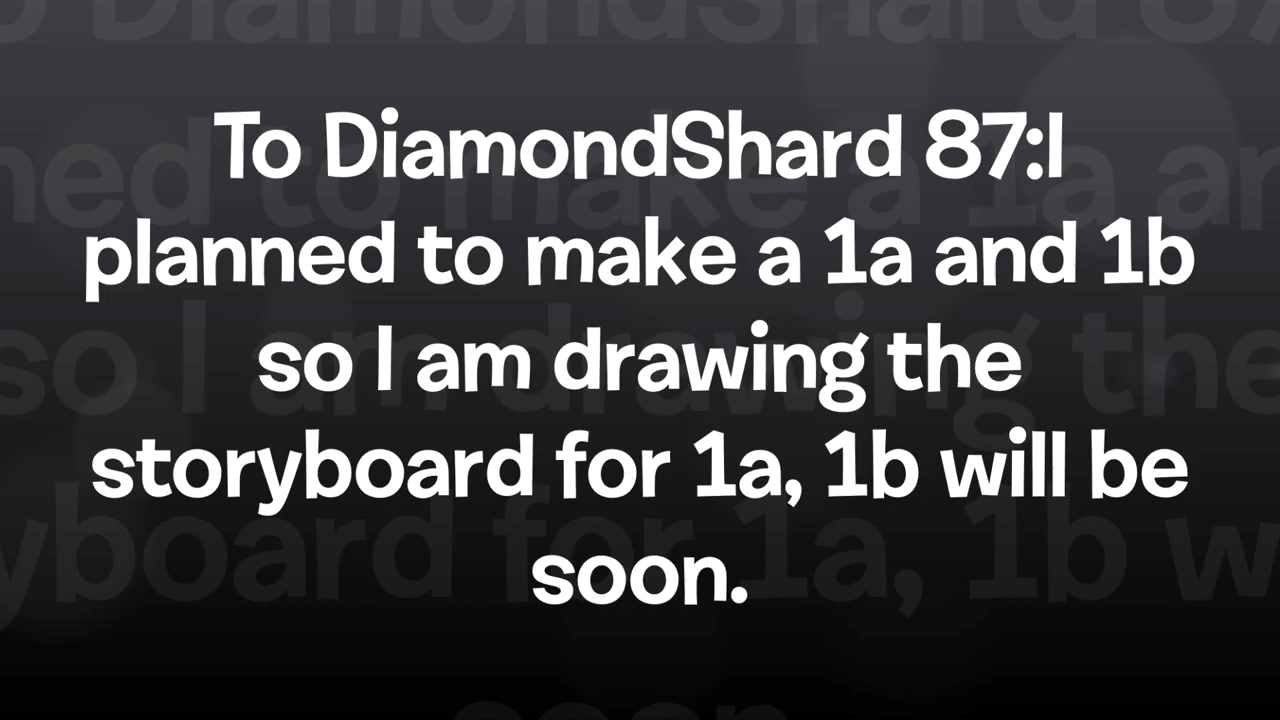 To DiamondShard 87:I
planned to make a 1a and 1b
so I am drawing the
storyboard for 1a, 1b will be
soon.